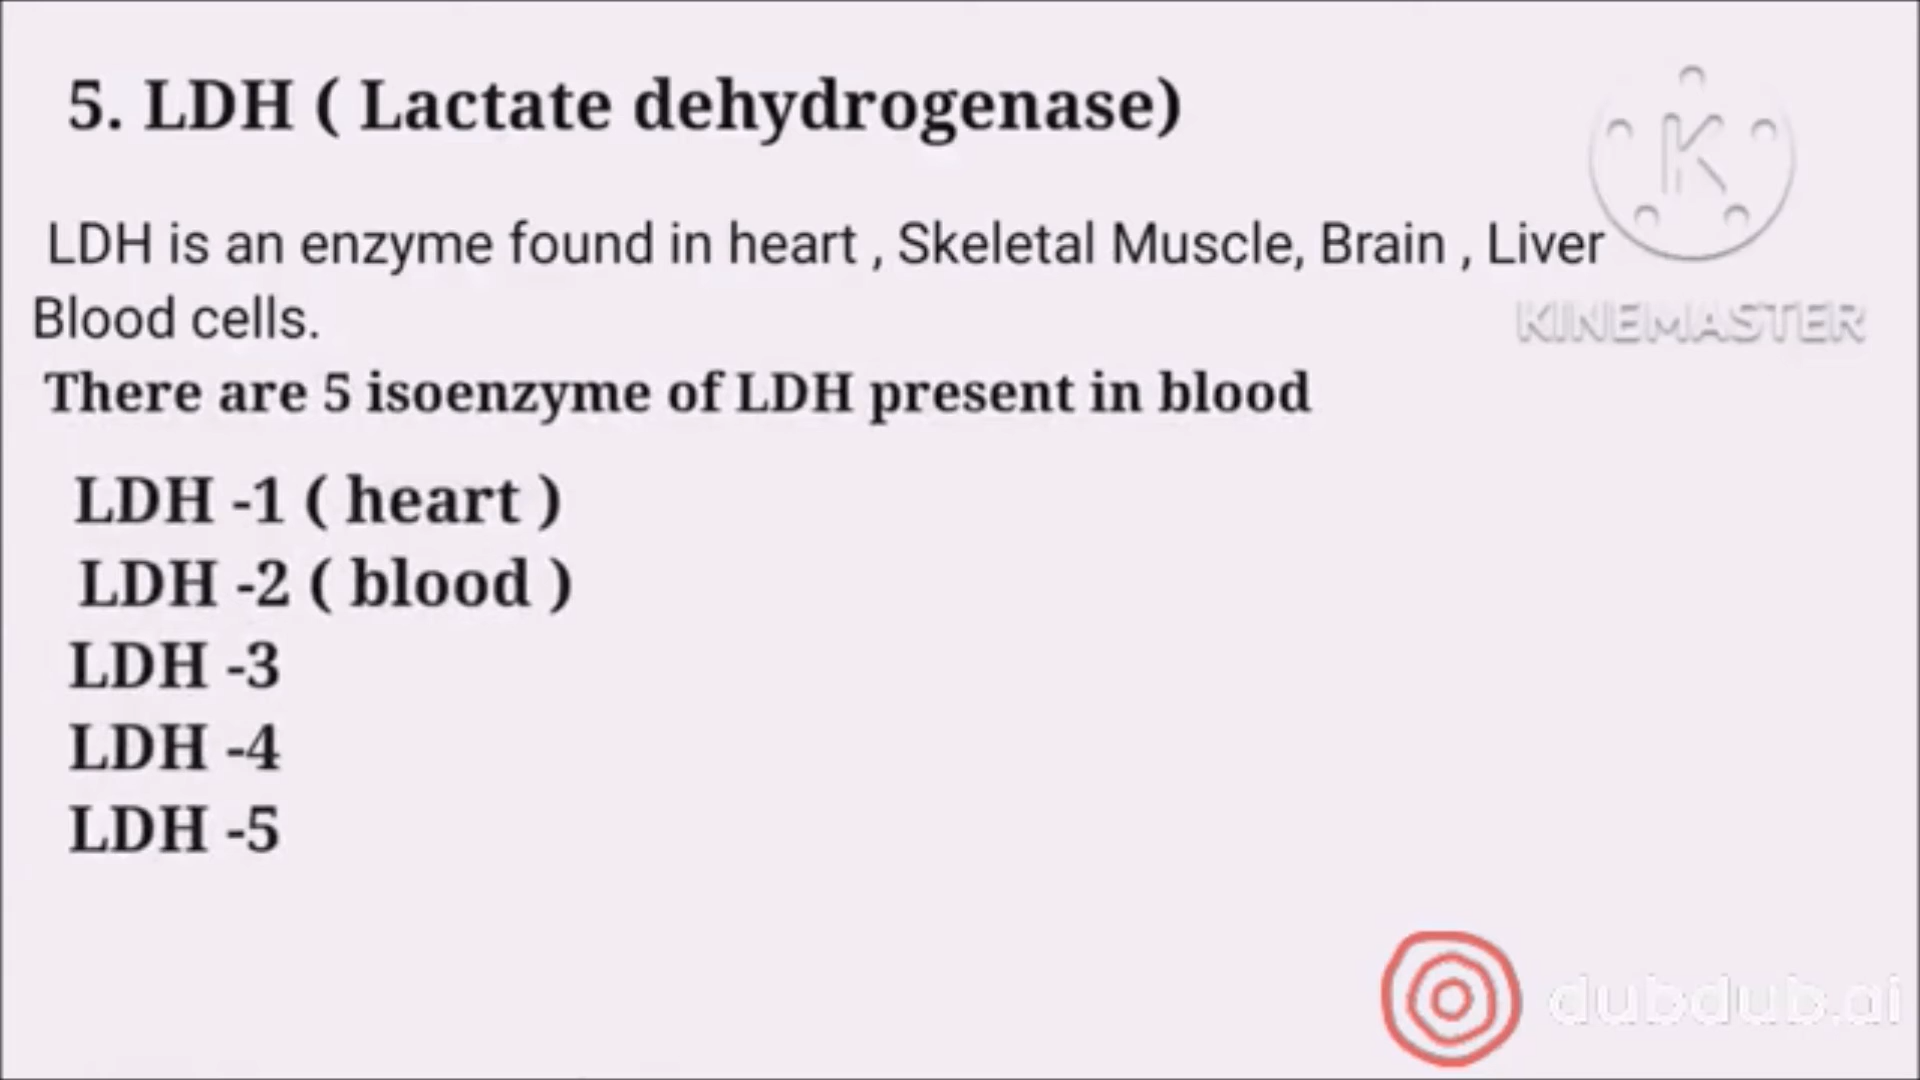 5. LDH ( Lactate dehydrogenase)
LDH is an enzyme found in heart , Skeletal Muscle, Brain , Liver
Blood cells.
There are 5 isoenzyme of LDH present in blood
LDH -1 ( heart )
LDH -2 ( blood )
LDH -3
LDH -4
LDH -5
K
KINEMASTER
dubdub.ai